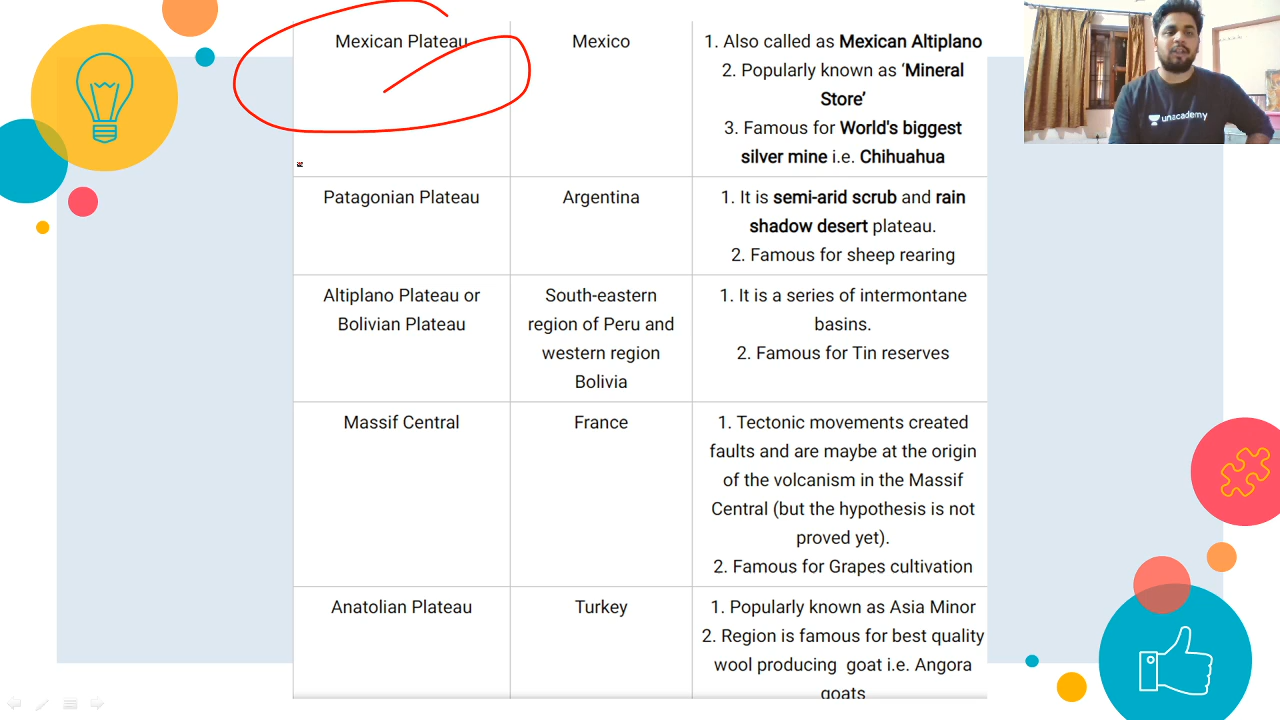 Mexican Plateau
Mexico
1. Also called as Mexican Altiplano
2. Popularly known as ‘Mineral
Store’
3. Famous for World's biggest
silver mine i.e. Chihuahua
Patagonian Plateau
Argentina
1. It is semi-arid scrub and rain
shadow desert plateau.
2. Famous for sheep rearing
Altiplano Plateau or
Bolivian Plateau
South-eastern
region of Peru and
western region
Bolivia
1. It is a series of intermontane
basins.
2. Famous for Tin reserves
Massif Central
France
1. Tectonic movements created
faults and are maybe at the origin
of the volcanism in the Massif
Central (but the hypothesis is not
proved yet).
2. Famous for Grapes cultivation
Anatolian Plateau
Turkey
1. Popularly known as Asia Minor
2. Region is famous for best quality
wool producing goat i.e. Angora
goats
unacademy